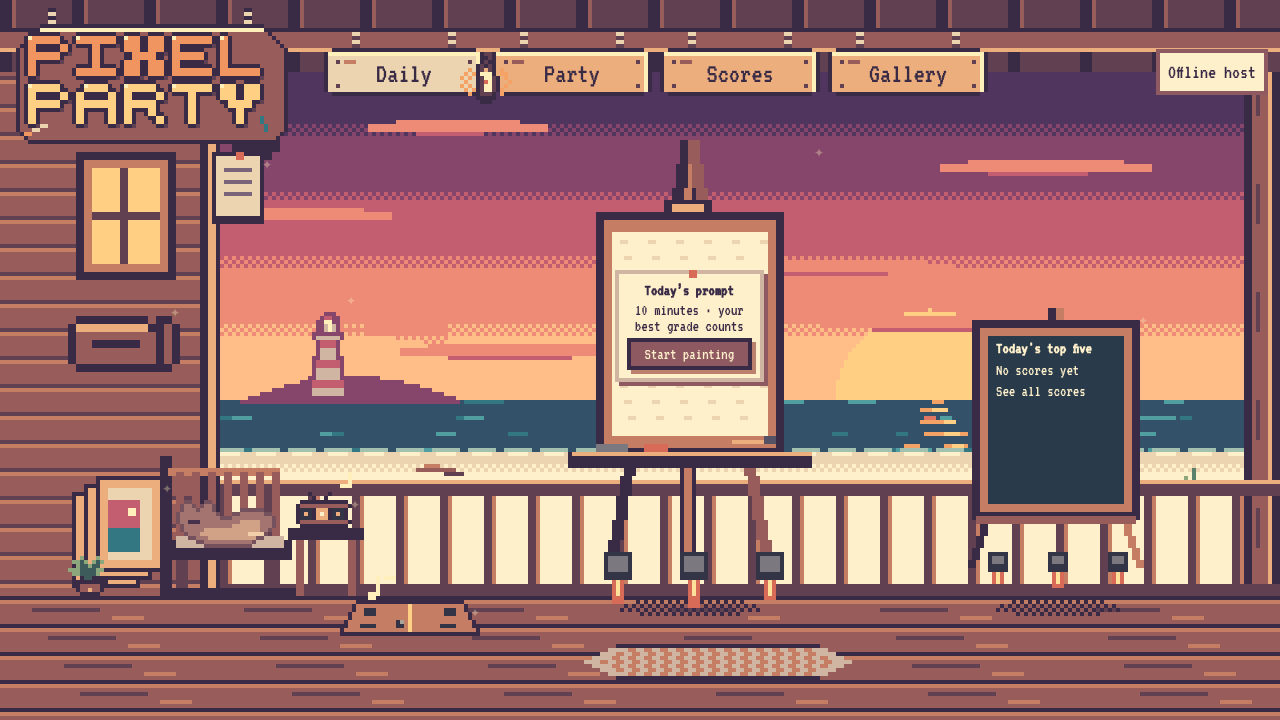 PIXEL
PARTY
Daily
Party
Scores
Gallery
Offline host
Today's prompt
10 minutes · your
best grade counts
Start painting
Today's top five
No scores yet
See all scores